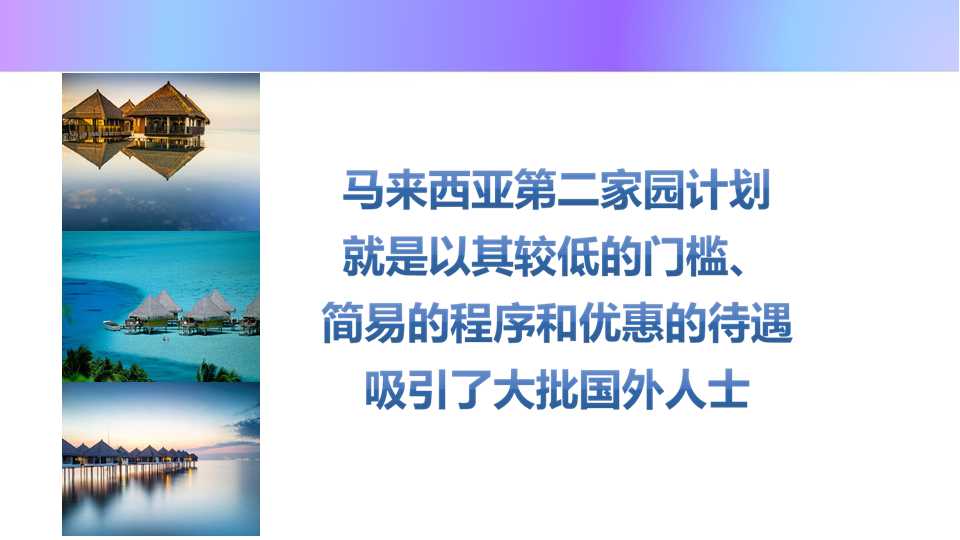 马来西亚第二家园计划
就是以其较低的门槛、
简易的程序和优惠的待遇
吸引了大批国外人士